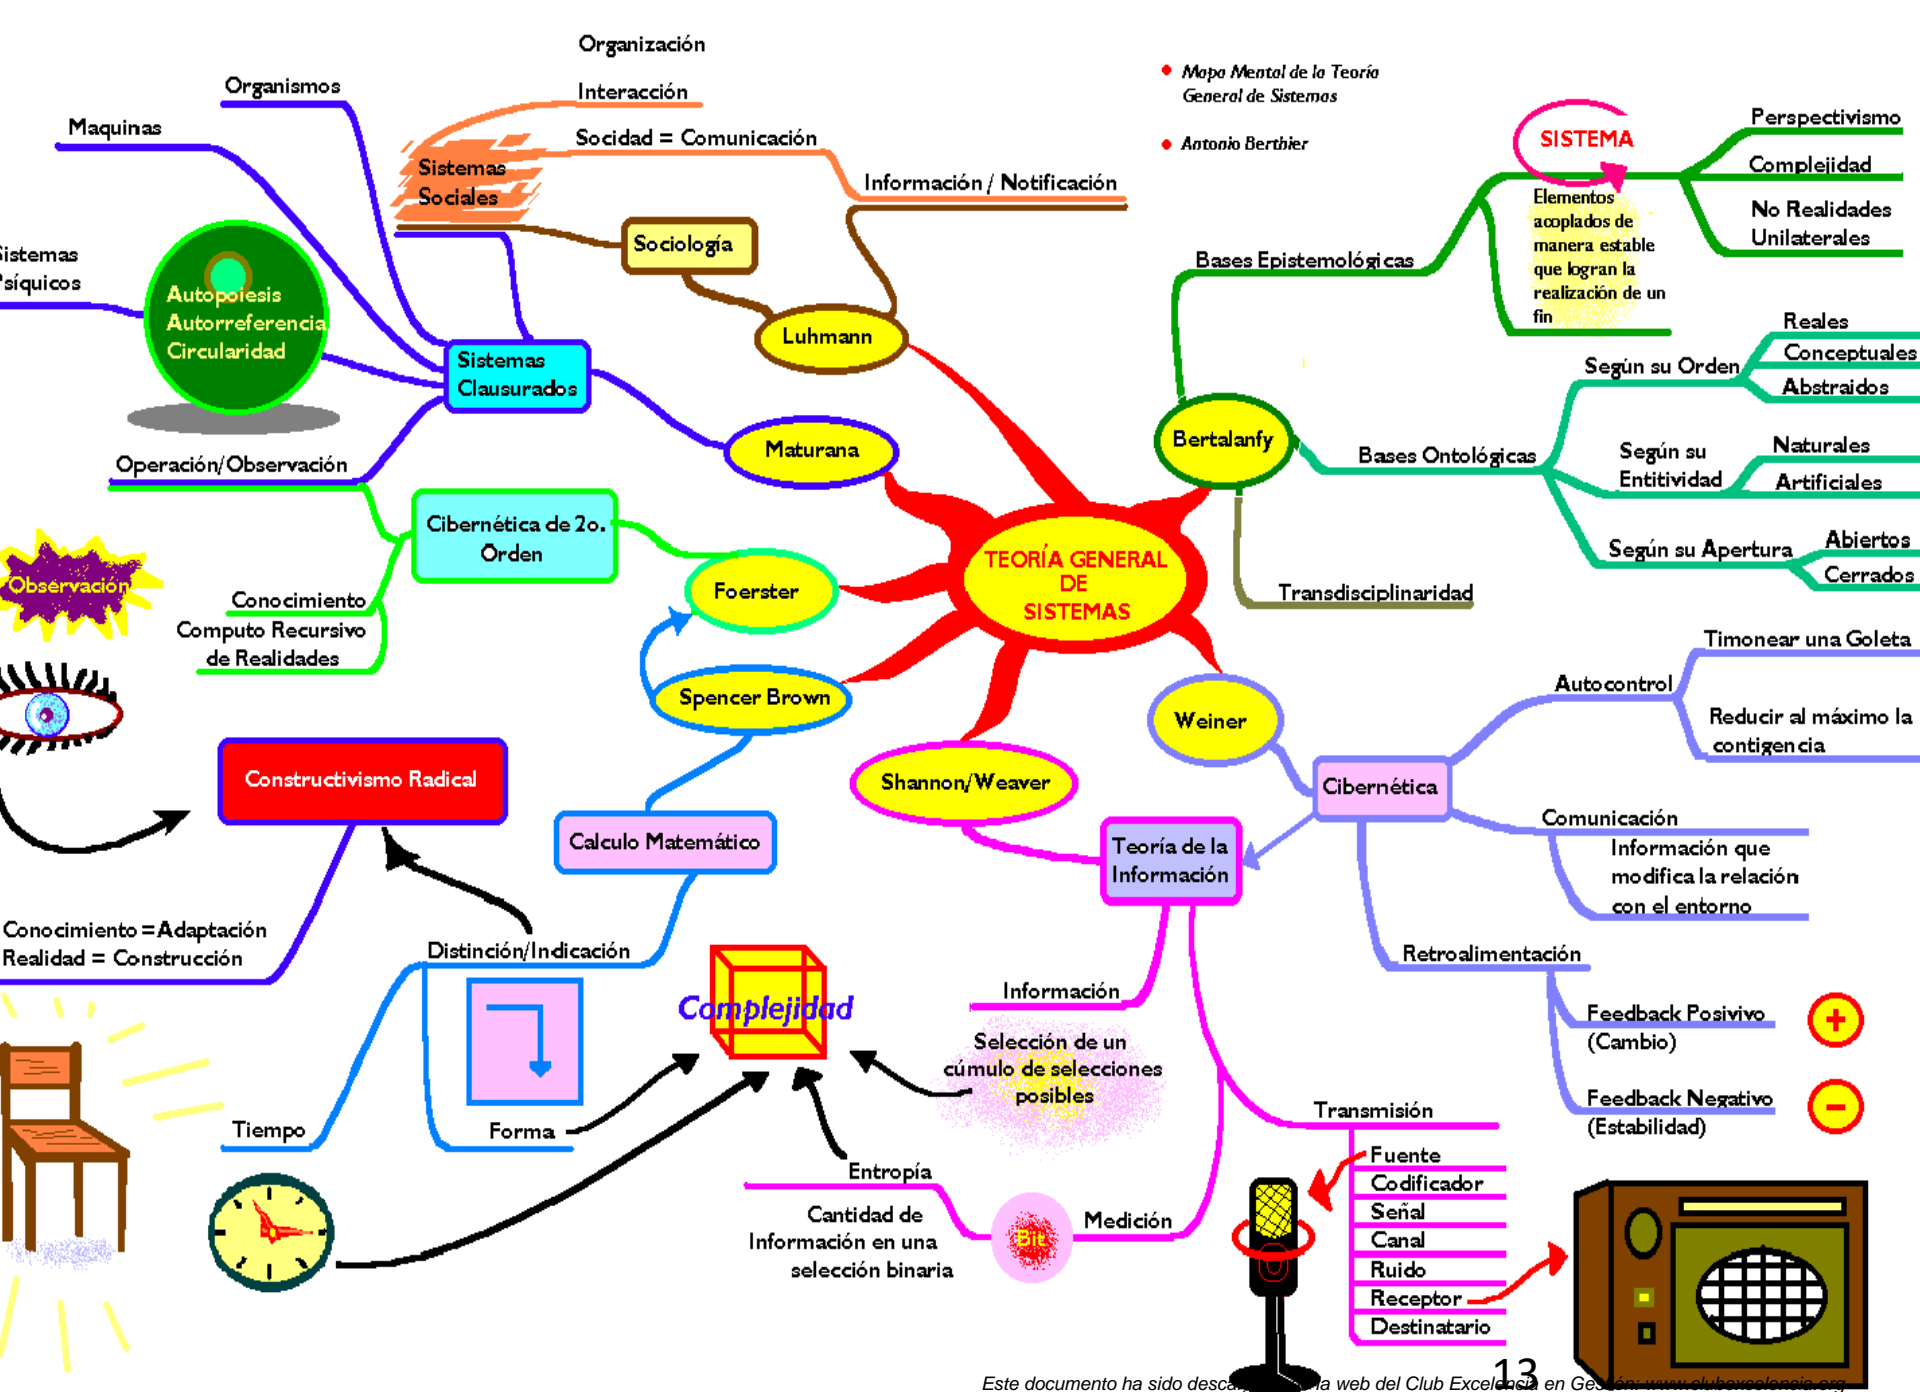 Organización
Interacción
Organismos
Maquinas
Socidad = Comunicación
Sistemas
Sociales
Información / Notificación
Sociología
Luhmann
Psíquicos
Autopoiesis
Autorreferencia
Circularidad
Sistemas
Clausurados
Maturana
Operación/Observación
Cibernética de 2o.
Orden
Foerster
Observación
Conocimiento
Computo Recursivo
de Realidades
Spencer Brown
Constructivismo Radical
Calculo Matemático
Conocimiento = Adaptación
Realidad = Construcción
Distinción/Indicación
Tiempo
Forma
Complejidad
TEORÍA GENERAL
DE
SISTEMAS
Mapa Mental de la Teoría
General de Sistemas
Antonio Berthier
SISTEMA
Elementos
acoplados de
manera estable
que logran la
realización de un
fin
Perspectivismo
Complejidad
No Realidades
Unilaterales
Bases Epistemológicas
Bertalanfy
Bases Ontológicas
Según su Orden
Reales
Conceptuales
Abstraidos
Según su
Entitividad
Naturales
Artificiales
Según su Apertura
Abiertos
Cerrados
Transdisciplinaridad
Weiner
Cibernética
Autocontrol
Timonear una Goleta
Reducir al máximo la
contigencia
Comunicación
Información que
modifica la relación
con el entorno
Retroalimentación
Feedback Posivivo
(Cambio)
+
Feedback Negativo
(Estabilidad)
−
Shannon/Weaver
Teoría de la
Información
Información
Selección de un
cúmulo de selecciones
posibles
Entropía
Cantidad de
Información en una
selección binaria
Bit
Medición
Transmisión
Fuente
Codificador
Señal
Canal
Ruido
Receptor
Destinatario
13
Este documento ha sido la web del Club Excelencia en Gestión: www.clubexcelencia.org